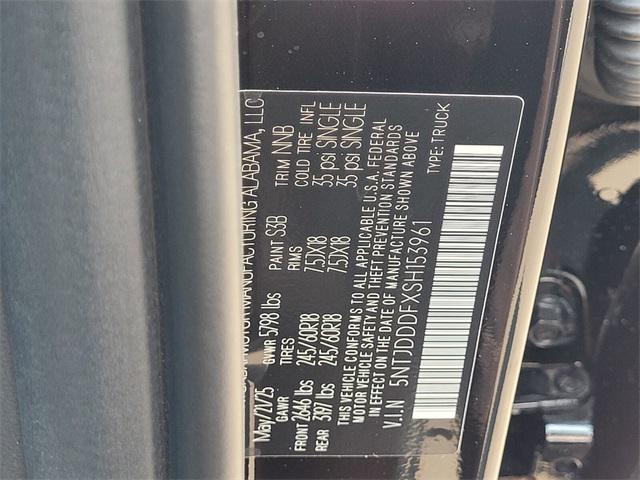 MOTOR MANUFACTURING ALABAMA, LLC
May/21/25 GVWR 5798 lbs PAINT S3B TRIM NNB
GAWR TIRES RIMS COLD TIRE INFL
FRONT 2646 lbs 245/60R18 7.5JX18 35 psi SINGLE
REAR 3197 lbs 245/60R18 7.5JX18 35 psi SINGLE
THIS VEHICLE CONFORMS TO ALL APPLICABLE U.S.A. FEDERAL
MOTOR VEHICLE SAFETY AND THEFT PREVENTION STANDARDS
IN EFFECT ON THE DATE OF MANUFACTURE SHOWN ABOVE
V.I.N 5NTJDDDFXSH153961 TYPE: TRUCK